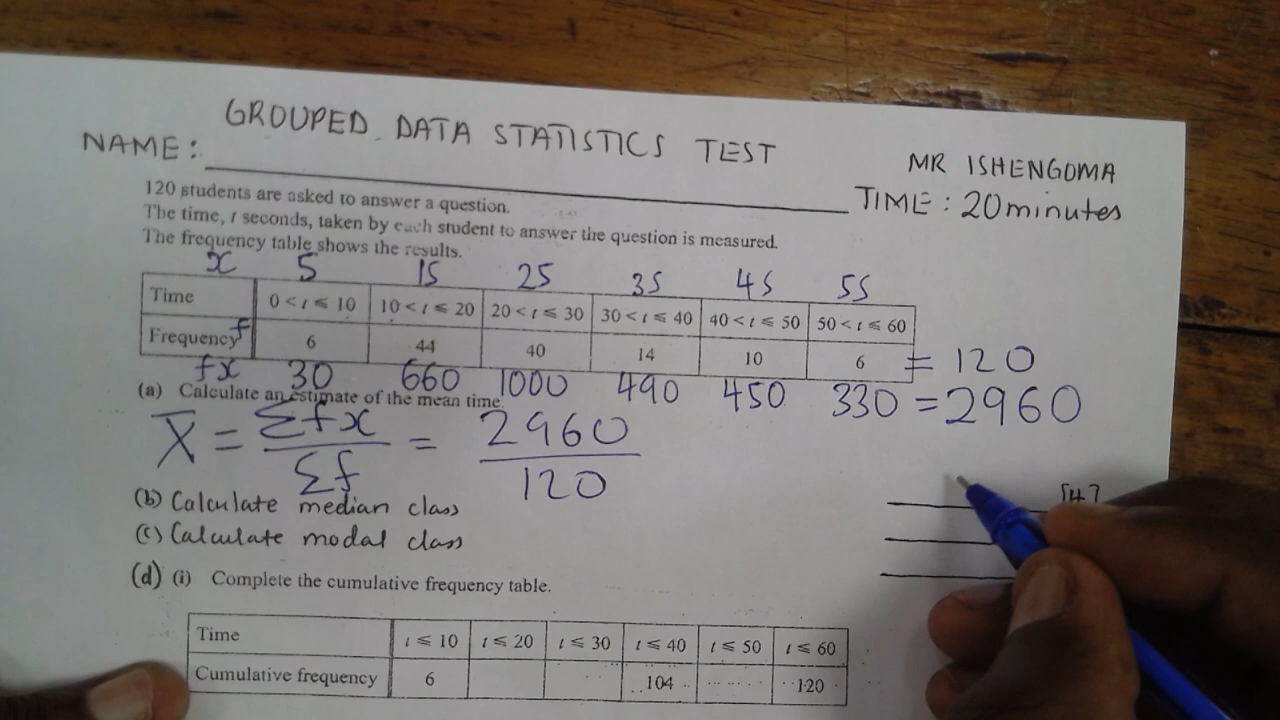 GROUPED DATA STATISTICS TEST
NAME:
MR ISHENGOMA
TIME: 20 minutes
120 students are asked to answer a question.
The time, t seconds, taken by each student to answer the question is measured.
The frequency table shows the results.
x 5 15 25 35 45 55
Time 0 < t ≤ 10 10 < t ≤ 20 20 < t ≤ 30 30 < t ≤ 40 40 < t ≤ 50 50 < t ≤ 60
Frequency f 6 44 40 14 10 6 = 120
fx 30 660 1000 490 450 330 = 2960
(a) Calculate an estimate of the mean time.
X̄ = Σfx / Σf = 2960 / 120
[4]
(b) Calculate median class
(c) Calculate modal class
(d) (i) Complete the cumulative frequency table.
Time t ≤ 10 t ≤ 20 t ≤ 30 t ≤ 40 t ≤ 50 t ≤ 60
Cumulative frequency 6 104 120